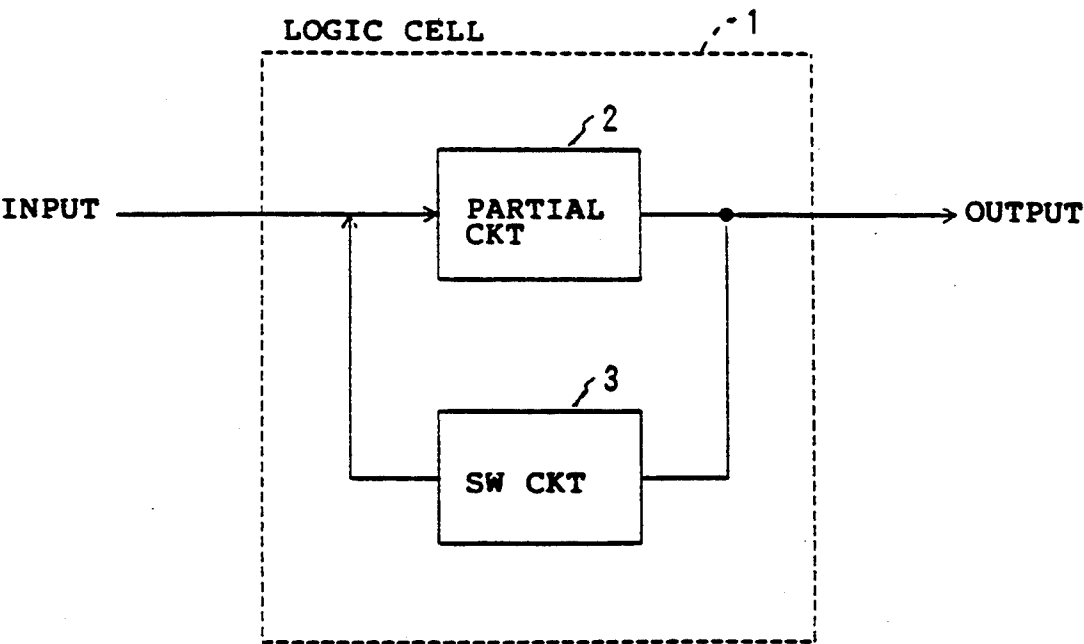 LOGIC CELL
1
2
INPUT
PARTIAL
CKT
OUTPUT
3
SW CKT